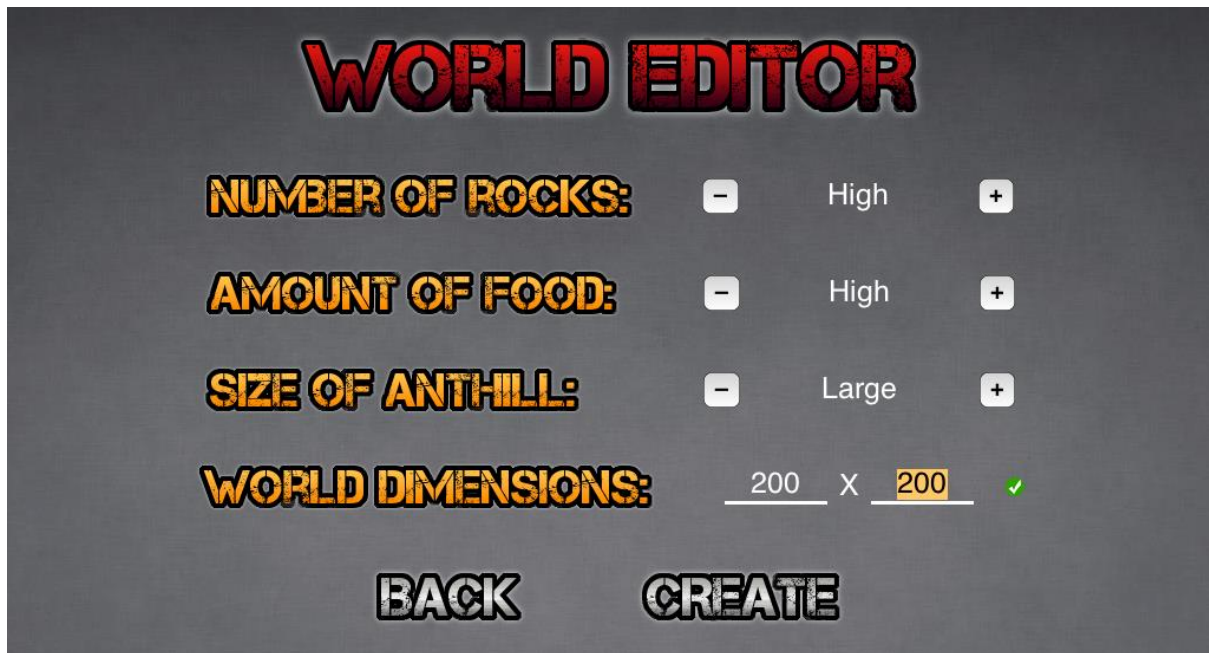 WORLD EDITOR
NUMBER OF ROCKS: - High +
AMOUNT OF FOOD: - High +
SIZE OF ANTHILL: - Large +
WORLD DIMENSIONS: 200 X 200
BACK CREATE